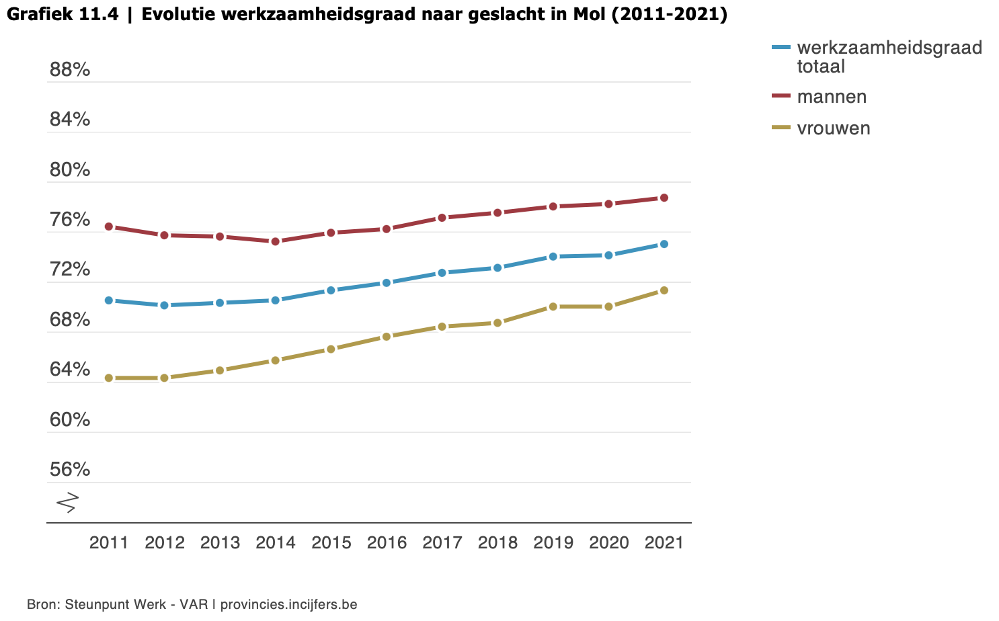 Grafiek 11.4 | Evolutie werkzaamheidsgraad naar geslacht in Mol (2011-2021)
werkzaamheidsgraad
totaal
mannen
vrouwen
88%
84%
80%
76%
72%
68%
64%
60%
56%
2011 2012 2013 2014 2015 2016 2017 2018 2019 2020 2021
Bron: Steunpunt Werk - VAR | provincies.incijfers.be